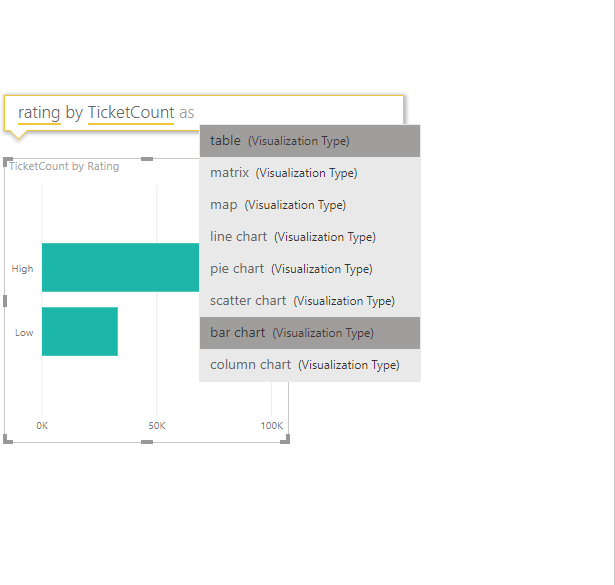 rating by TicketCount as
table (Visualization Type)
TicketCount by Rating
matrix (Visualization Type)
map (Visualization Type)
line chart (Visualization Type)
High
pie chart (Visualization Type)
scatter chart (Visualization Type)
Low
bar chart (Visualization Type)
column chart (Visualization Type)
0K 50K 100K